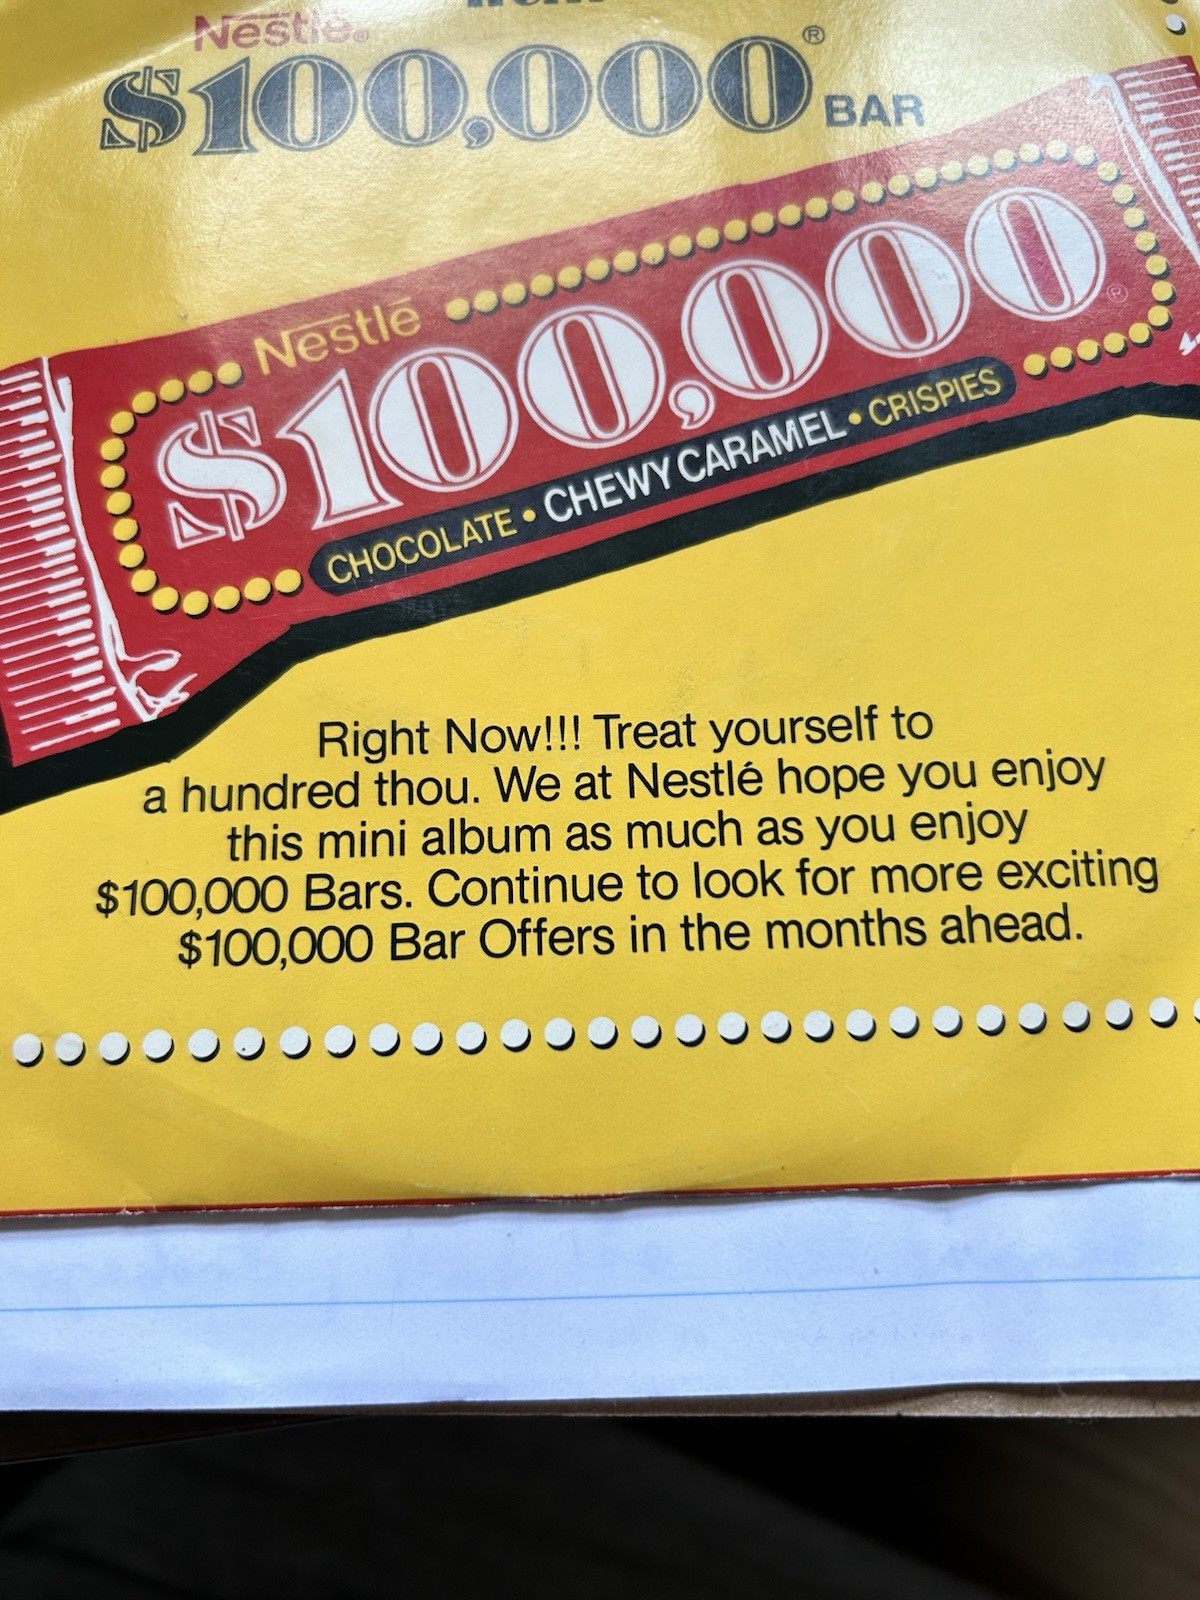 Nestlé®
$100,000® BAR
Nestlé
$100,000®
CHOCOLATE • CHEWY CARAMEL • CRISPIES
Right Now!!! Treat yourself to
a hundred thou. We at Nestlé hope you enjoy
this mini album as much as you enjoy
$100,000 Bars. Continue to look for more exciting
$100,000 Bar Offers in the months ahead.